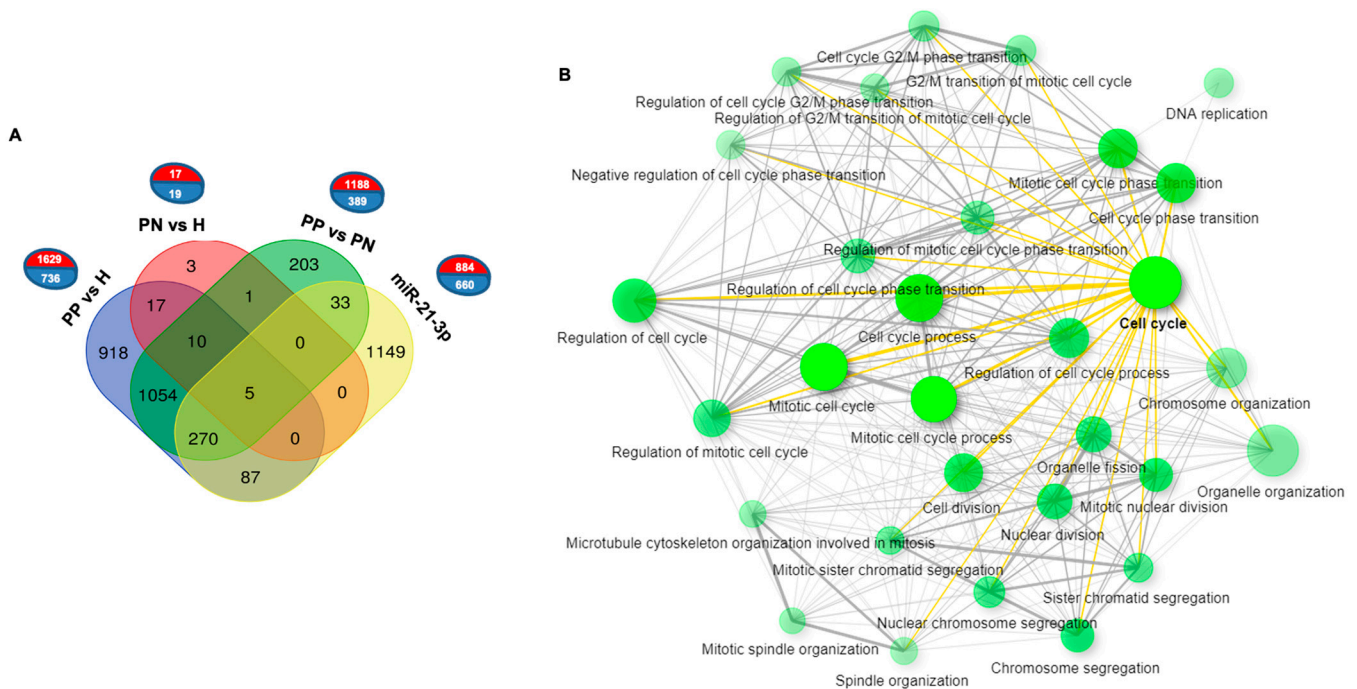 A
17
19
PN vs H
1188
389
PP vs PN
1629
736
PP vs H
884
660
miR-21-3p
3
203
17
1
33
918
10
0
1149
1054
5
0
270
0
87
B
Cell cycle G2/M phase transition
G2/M transition of mitotic cell cycle
Regulation of cell cycle G2/M phase transition
Regulation of G2/M transition of mitotic cell cycle
DNA replication
Negative regulation of cell cycle phase transition
Mitotic cell cycle phase transition
Cell cycle phase transition
Regulation of mitotic cell cycle phase transition
Regulation of cell cycle phase transition
Cell cycle
Regulation of cell cycle
Cell cycle process
Regulation of cell cycle process
Chromosome organization
Mitotic cell cycle
Mitotic cell cycle process
Regulation of mitotic cell cycle
Organelle fission
Organelle organization
Cell division
Mitotic nuclear division
Nuclear division
Microtubule cytoskeleton organization involved in mitosis
Mitotic sister chromatid segregation
Sister chromatid segregation
Nuclear chromosome segregation
Mitotic spindle organization
Chromosome segregation
Spindle organization